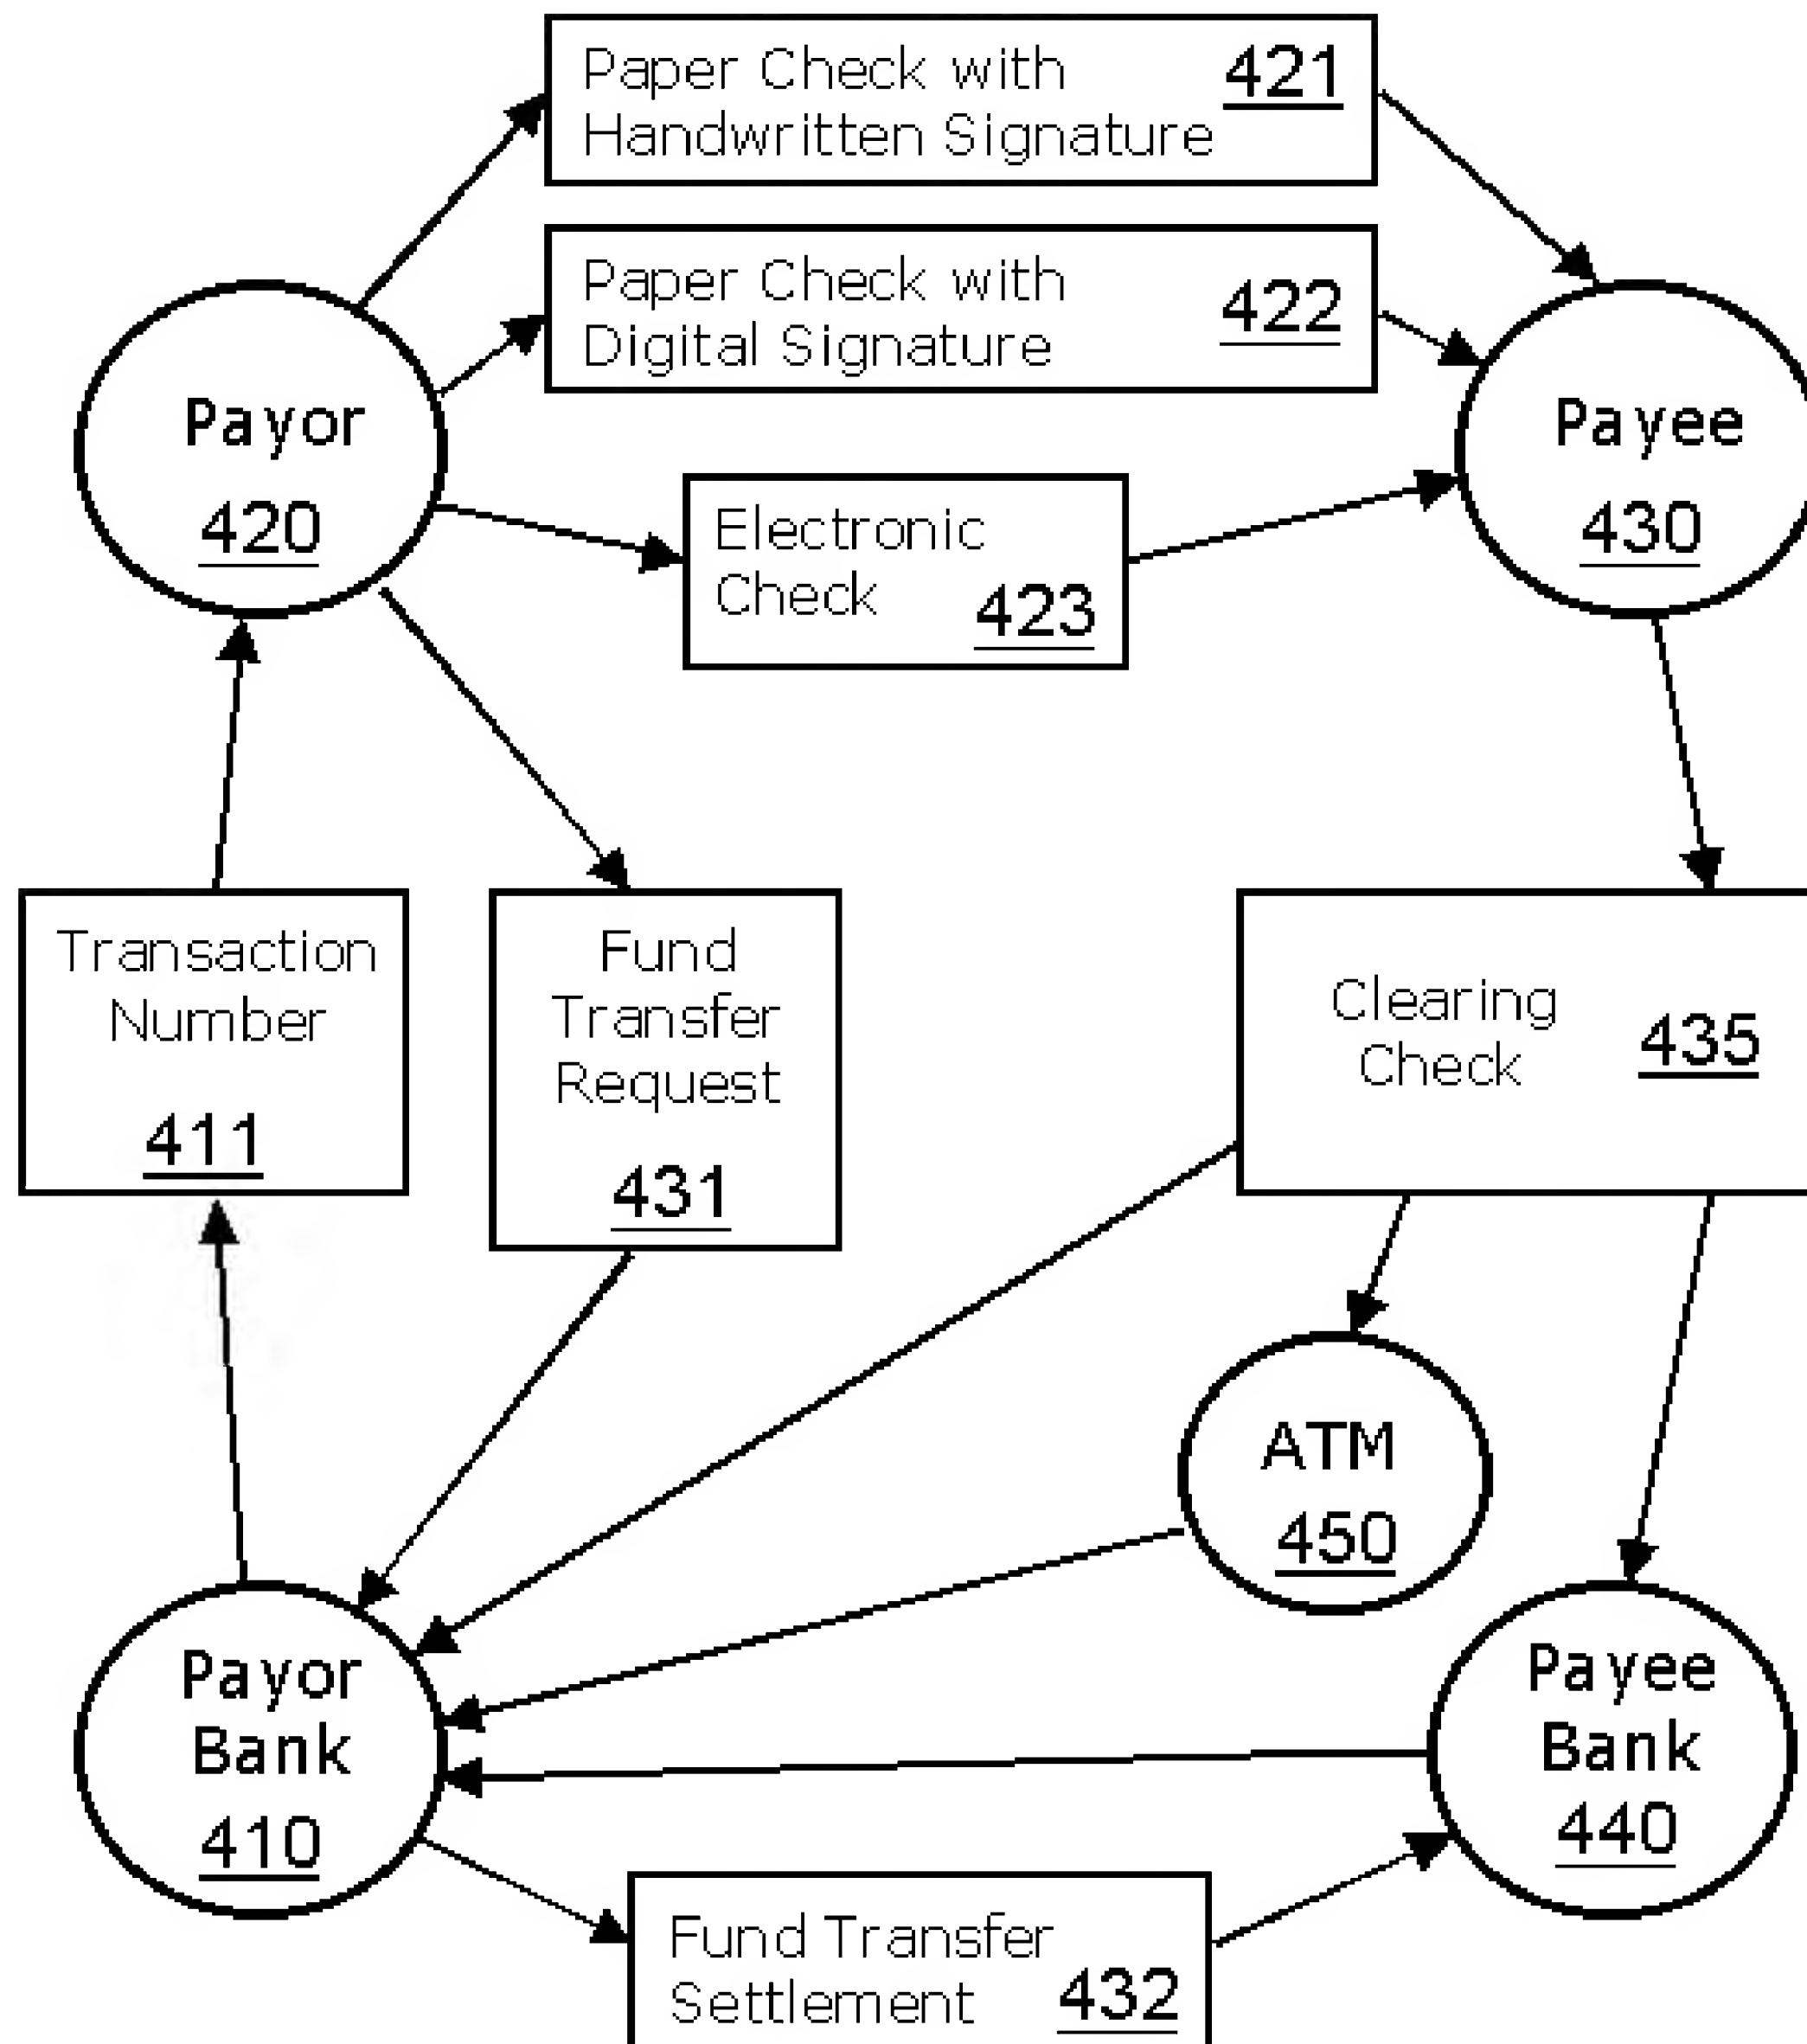 Paper Check with 421
Handwritten Signature
Paper Check with 422
Digital Signature
Payor
420
Payee
430
Electronic
Check 423
Transaction
Number
411
Fund
Transfer
Request
431
Clearing
Check 435
ATM
450
Payor
Bank
410
Payee
Bank
440
Fund Transfer
Settlement 432